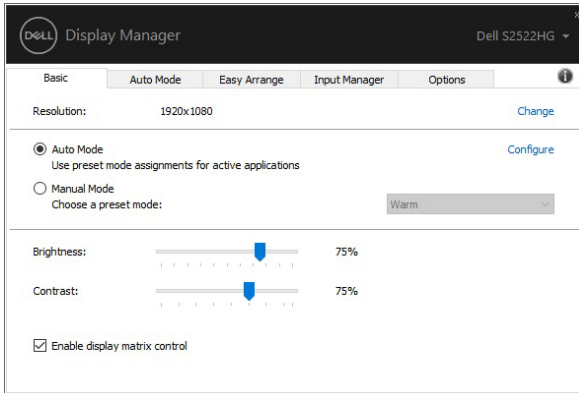 DELL Display Manager Dell S2522HG
Basic Auto Mode Easy Arrange Input Manager Options
Resolution: 1920x1080 Change
Auto Mode Configure
Use preset mode assignments for active applications
Manual Mode
Choose a preset mode: Warm
Brightness: 75%
Contrast: 75%
Enable display matrix control